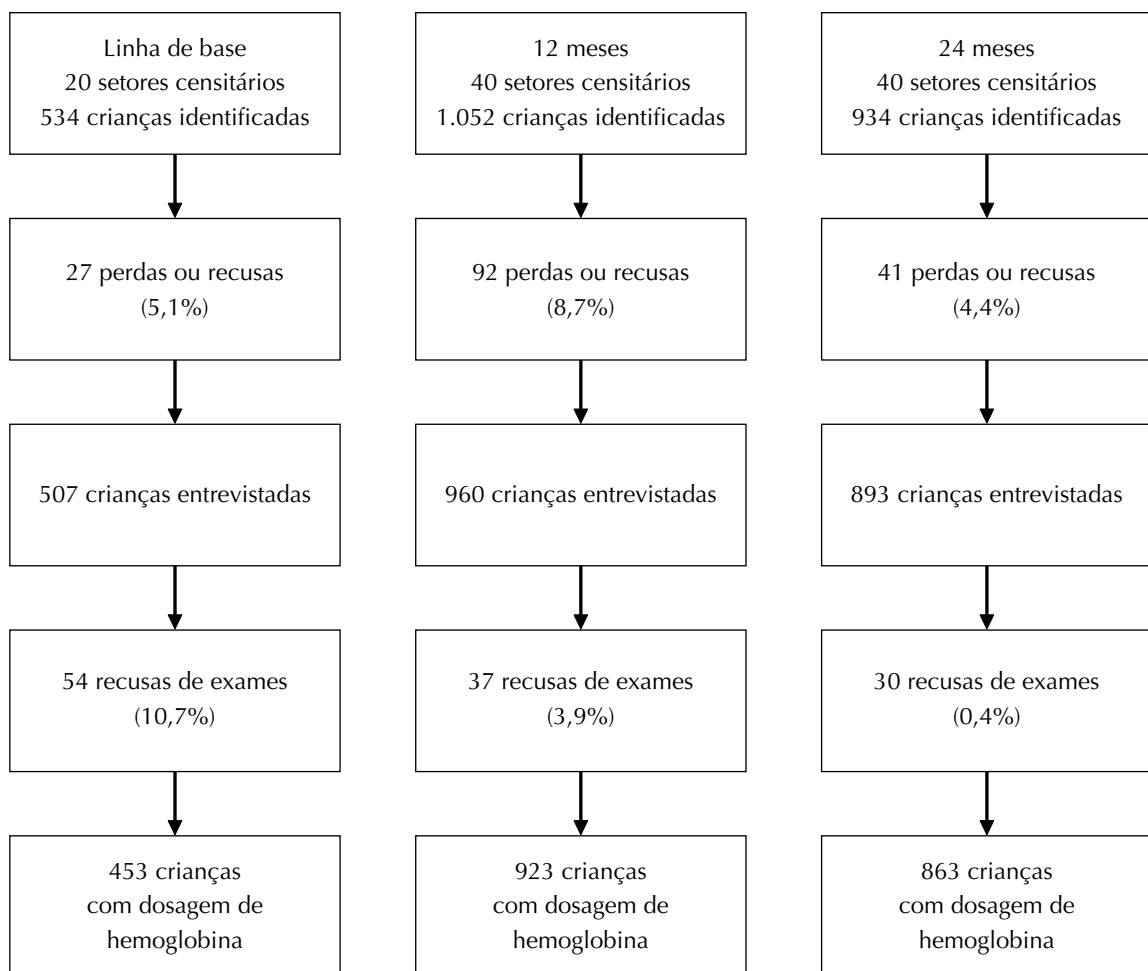 Linha de base
20 setores censitários
534 crianças identificadas
27 perdas ou recusas
(5,1%)
507 crianças entrevistadas
54 recusas de exames
(10,7%)
453 crianças
com dosagem de
hemoglobina
12 meses
40 setores censitários
1.052 crianças identificadas
92 perdas ou recusas
(8,7%)
960 crianças entrevistadas
37 recusas de exames
(3,9%)
923 crianças
com dosagem de
hemoglobina
24 meses
40 setores censitários
934 crianças identificadas
41 perdas ou recusas
(4,4%)
893 crianças entrevistadas
30 recusas de exames
(0,4%)
863 crianças
com dosagem de
hemoglobina